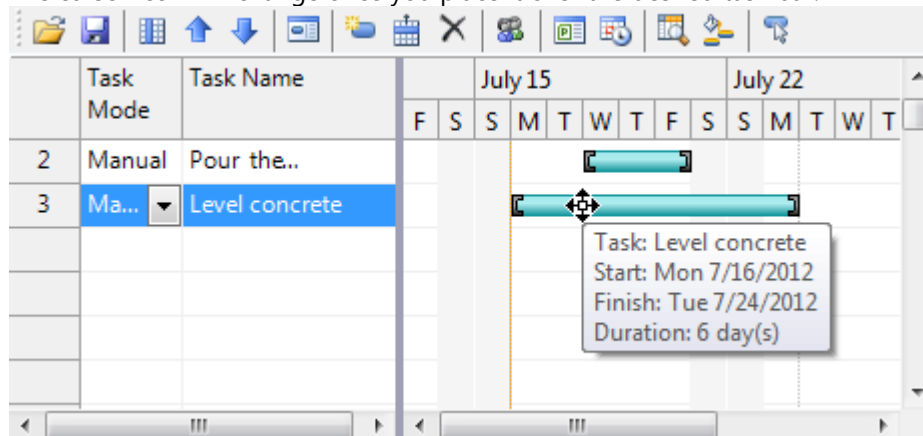 Task Mode
Task Name
July 15
July 22
F S S M T W T F S S M T W T
2 Manual Pour the...
3 Ma... Level concrete
Task: Level concrete
Start: Mon 7/16/2012
Finish: Tue 7/24/2012
Duration: 6 day(s)